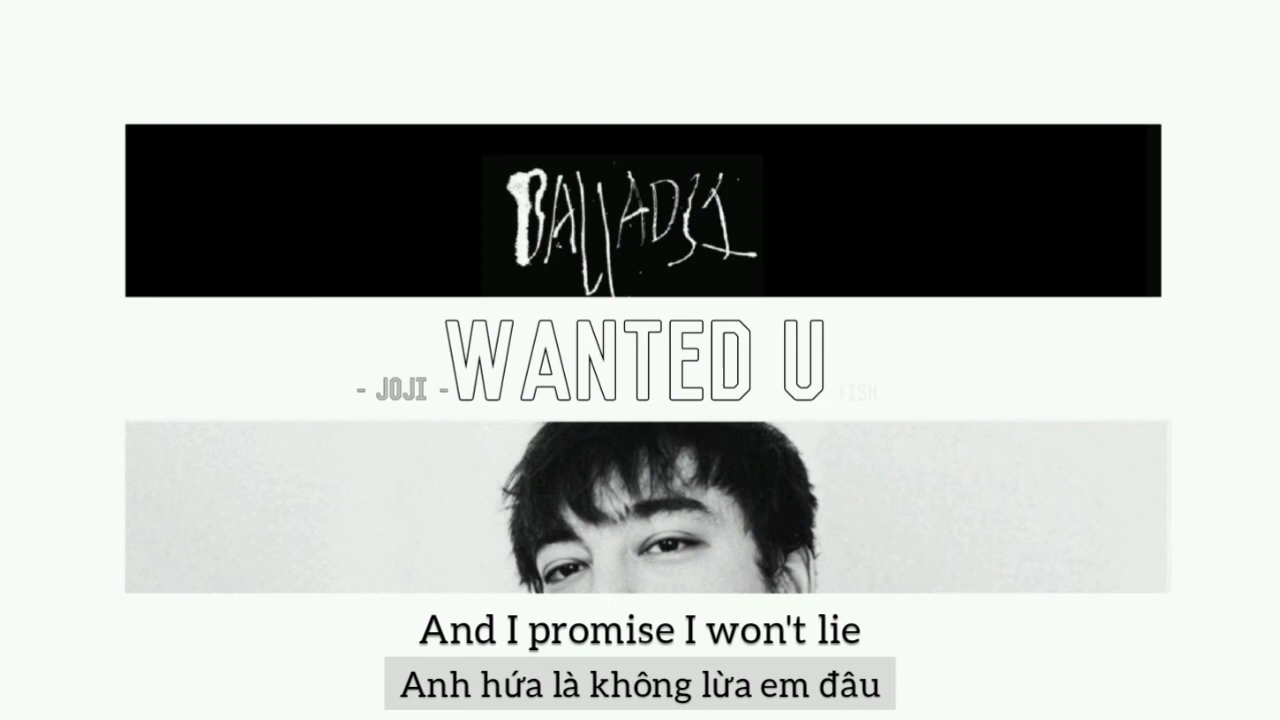 BALLADS 1
WANTED U
- JOJI -
FISH
And I promise I won't lie
Anh hứa là không lừa em đâu